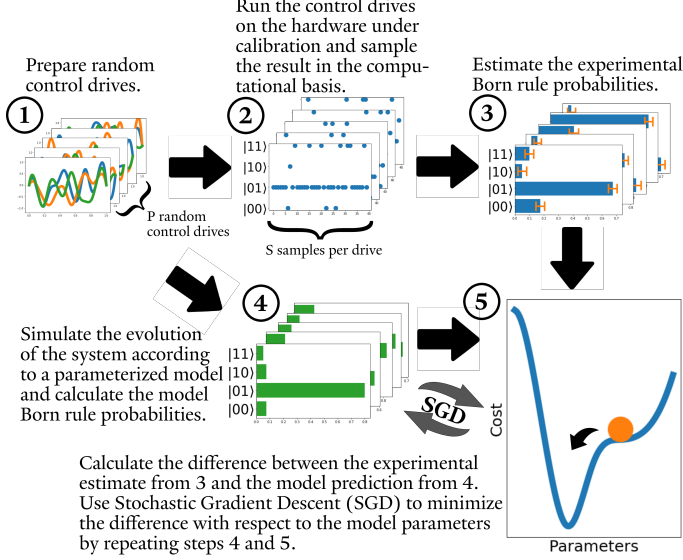 Run the control drives
on the hardware under
calibration and sample
the result in the compu-
tational basis.
Prepare random
control drives.
Estimate the experimental
Born rule probabilities.
1
2
3
|11⟩
|10⟩
|01⟩
|00⟩
|11⟩
|10⟩
|01⟩
|00⟩
P random
control drives
S samples per drive
4
5
Simulate the evolution
of the system according
to a parameterized model
and calculate the model
Born rule probabilities.
|11⟩
|10⟩
|01⟩
|00⟩
SGD
Cost
Parameters
Calculate the difference between the experimental
estimate from 3 and the model prediction from 4.
Use Stochastic Gradient Descent (SGD) to minimize
the difference with respect to the model parameters
by repeating steps 4 and 5.